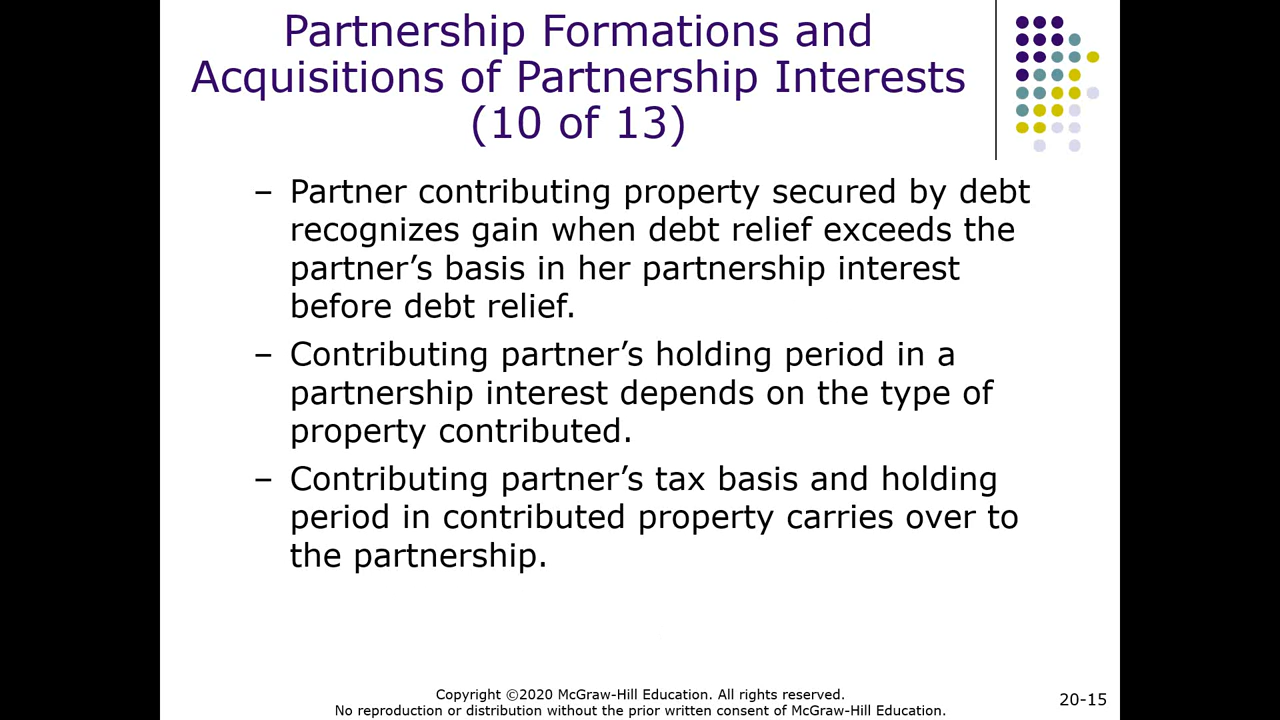 Partnership Formations and
Acquisitions of Partnership Interests
(10 of 13)
– Partner contributing property secured by debt
recognizes gain when debt relief exceeds the
partner’s basis in her partnership interest
before debt relief.
– Contributing partner’s holding period in a
partnership interest depends on the type of
property contributed.
– Contributing partner’s tax basis and holding
period in contributed property carries over to
the partnership.
Copyright ©2020 McGraw-Hill Education. All rights reserved.
No reproduction or distribution without the prior written consent of McGraw-Hill Education.
20-15